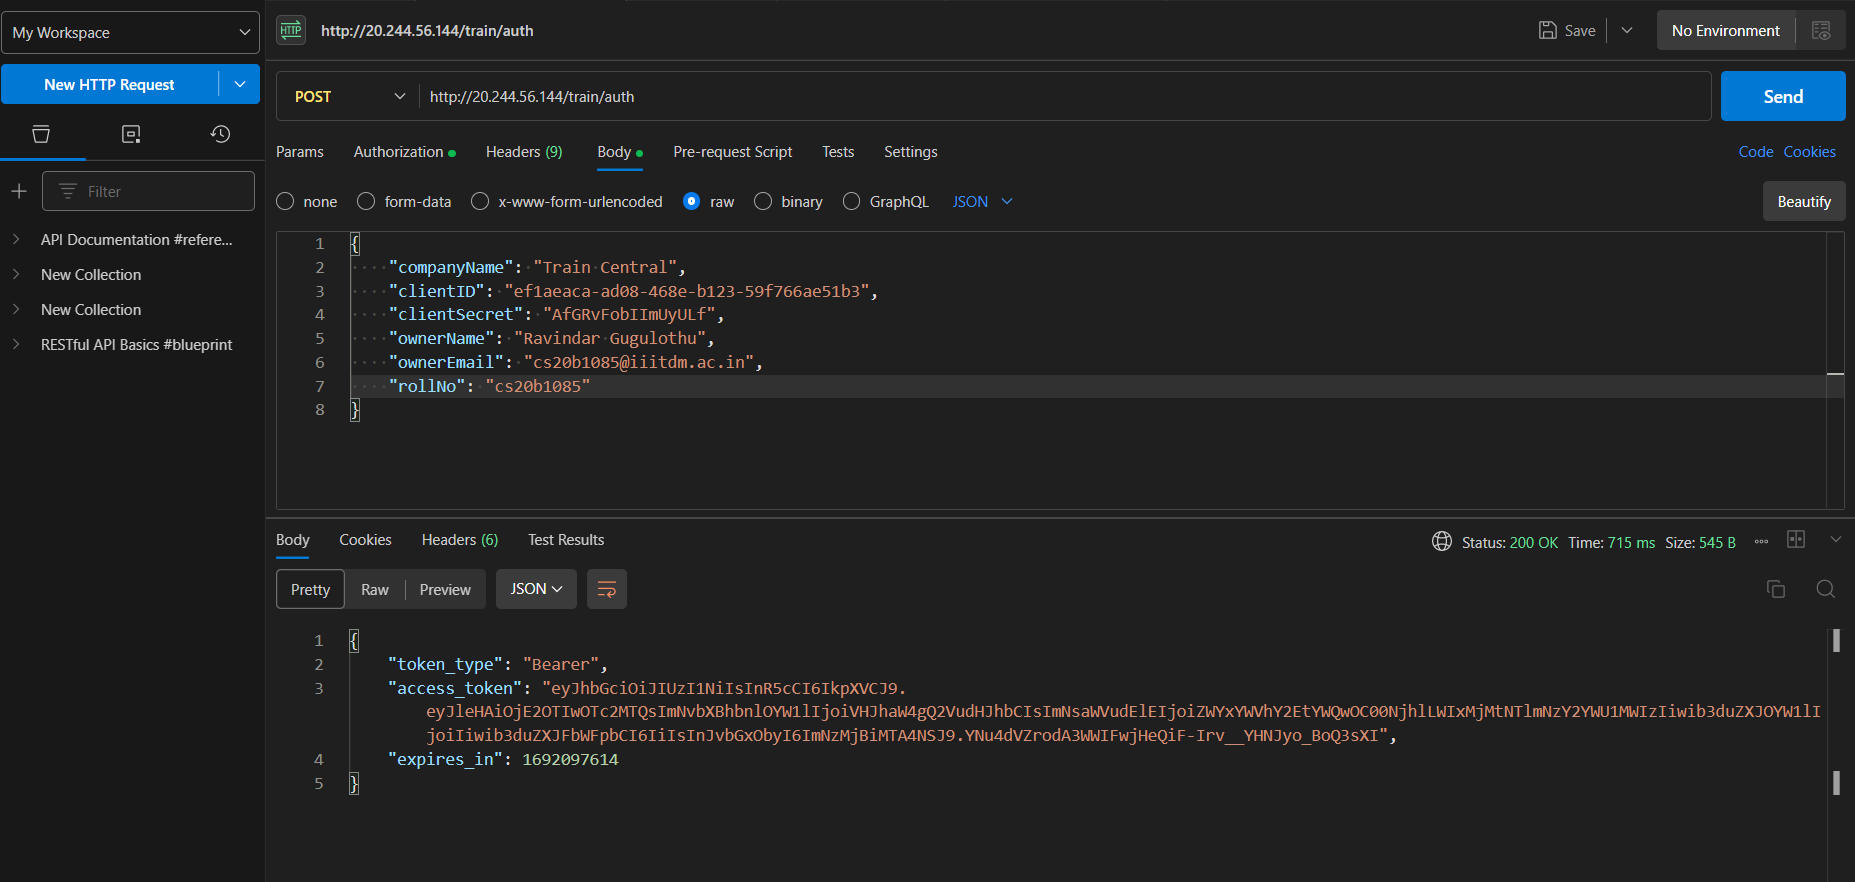 My Workspace
HTTP
http://20.244.56.144/train/auth
Save
No Environment
New HTTP Request
POST
http://20.244.56.144/train/auth
Send
Params
Authorization
Headers (9)
Body
Pre-request Script
Tests
Settings
Code
Cookies
Filter
none
form-data
x-www-form-urlencoded
raw
binary
GraphQL
JSON
Beautify
API Documentation #refere...
New Collection
New Collection
RESTful API Basics #blueprint
1 {
2 "companyName": "Train Central",
3 "clientID": "ef1aeaca-ad08-468e-b123-59f766ae51b3",
4 "clientSecret": "AfGRvFobIImUyULf",
5 "ownerName": "Ravindar Gugulothu",
6 "ownerEmail": "cs20b1085@iiitdm.ac.in",
7 "rollNo": "cs20b1085"
8 }
Body
Cookies
Headers (6)
Test Results
Status: 200 OK Time: 715 ms Size: 545 B
Pretty
Raw
Preview
JSON
1 {
2 "token_type": "Bearer",
3 "access_token": "eyJhbGciOiJIUzI1NiIsInR5cCI6IkpXVCJ9.
eyJleHAiOjE2OTIwOTc2MTQsImNvbXBhbnlOYW1lIjoiVHJhaW4gQ2VudHJhbCIsImNsaWVudElEIjoiZWYxYWVhY2EtYWQwOC00NjhlLWIxMjMtNTlmNzY2YWU1MWIzIiwib3duZXJOYW1lI
joiIiwib3duZXJFbWFpbCI6IiIsInJvbGxObyI6ImNzMjBiMTA4NSJ9.YNu4dVZrodA3WWIFwjHeQiF-Irv__YHNJyo_BoQ3sXI",
4 "expires_in": 1692097614
5 }